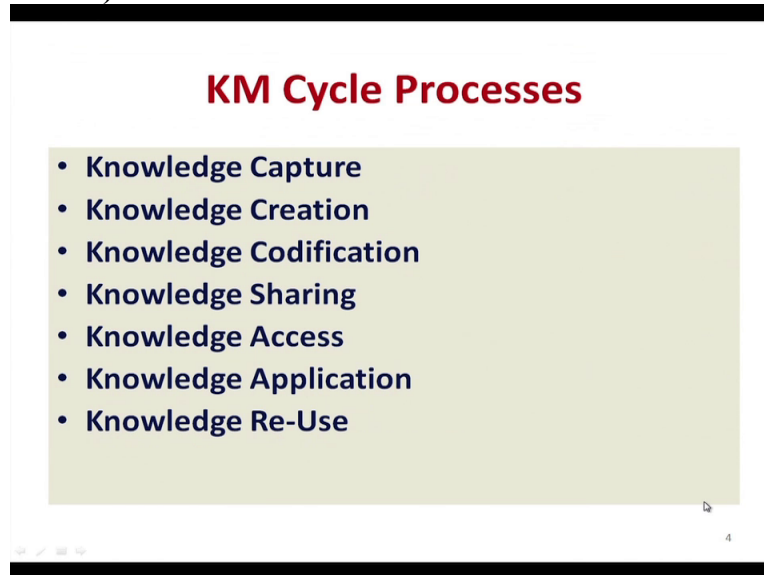 KM Cycle Processes
• Knowledge Capture
• Knowledge Creation
• Knowledge Codification
• Knowledge Sharing
• Knowledge Access
• Knowledge Application
• Knowledge Re-Use
4